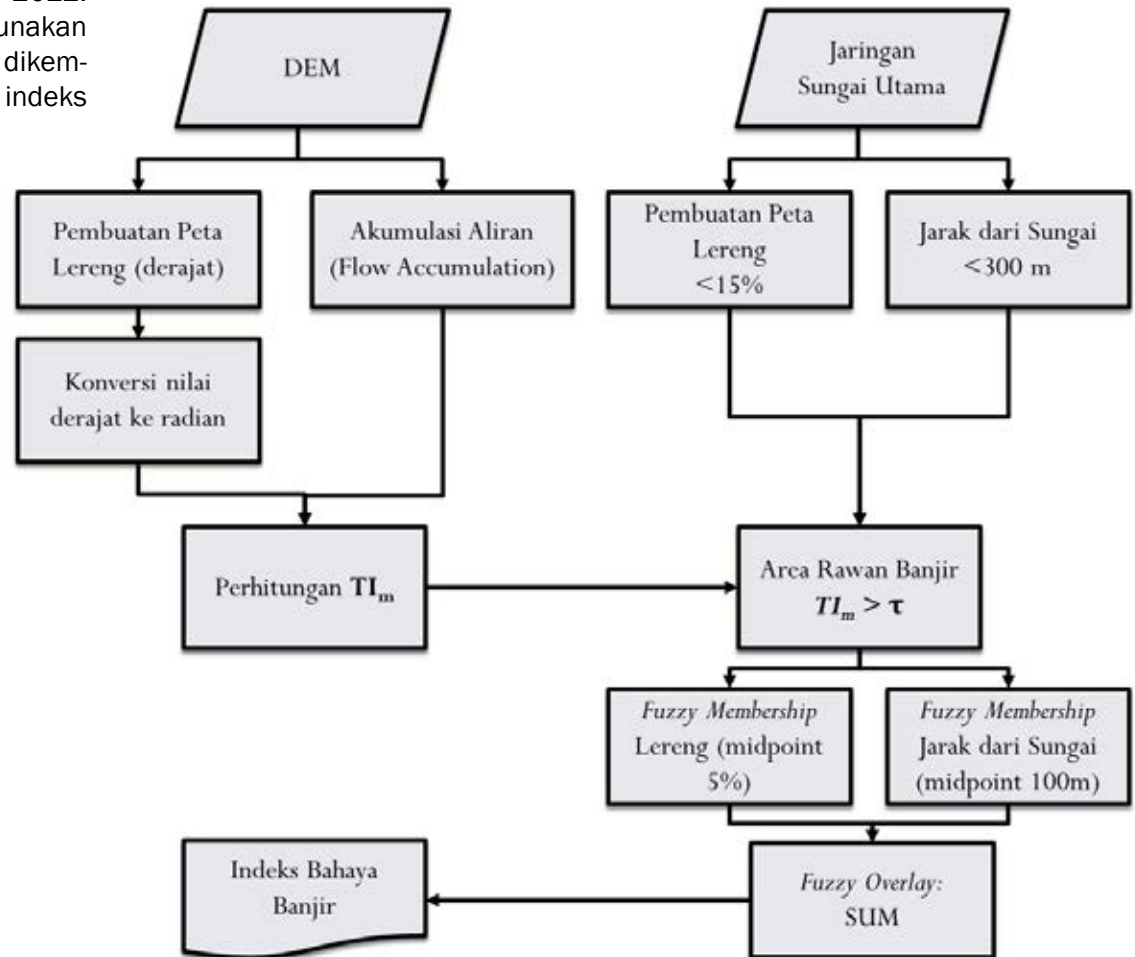 2022.
unakan
dikem-
indeks
DEM
Jaringan
Sungai Utama
Pembuatan Peta
Lereng (derajat)
Akumulasi Aliran
(Flow Accumulation)
Pembuatan Peta
Lereng
<15%
Jarak dari Sungai
<300 m
Konversi nilai
derajat ke radian
Perhitungan TIm
Area Rawan Banjir
TIm > τ
Fuzzy Membership
Lereng (midpoint
5%)
Fuzzy Membership
Jarak dari Sungai
(midpoint 100m)
Indeks Bahaya
Banjir
Fuzzy Overlay:
SUM